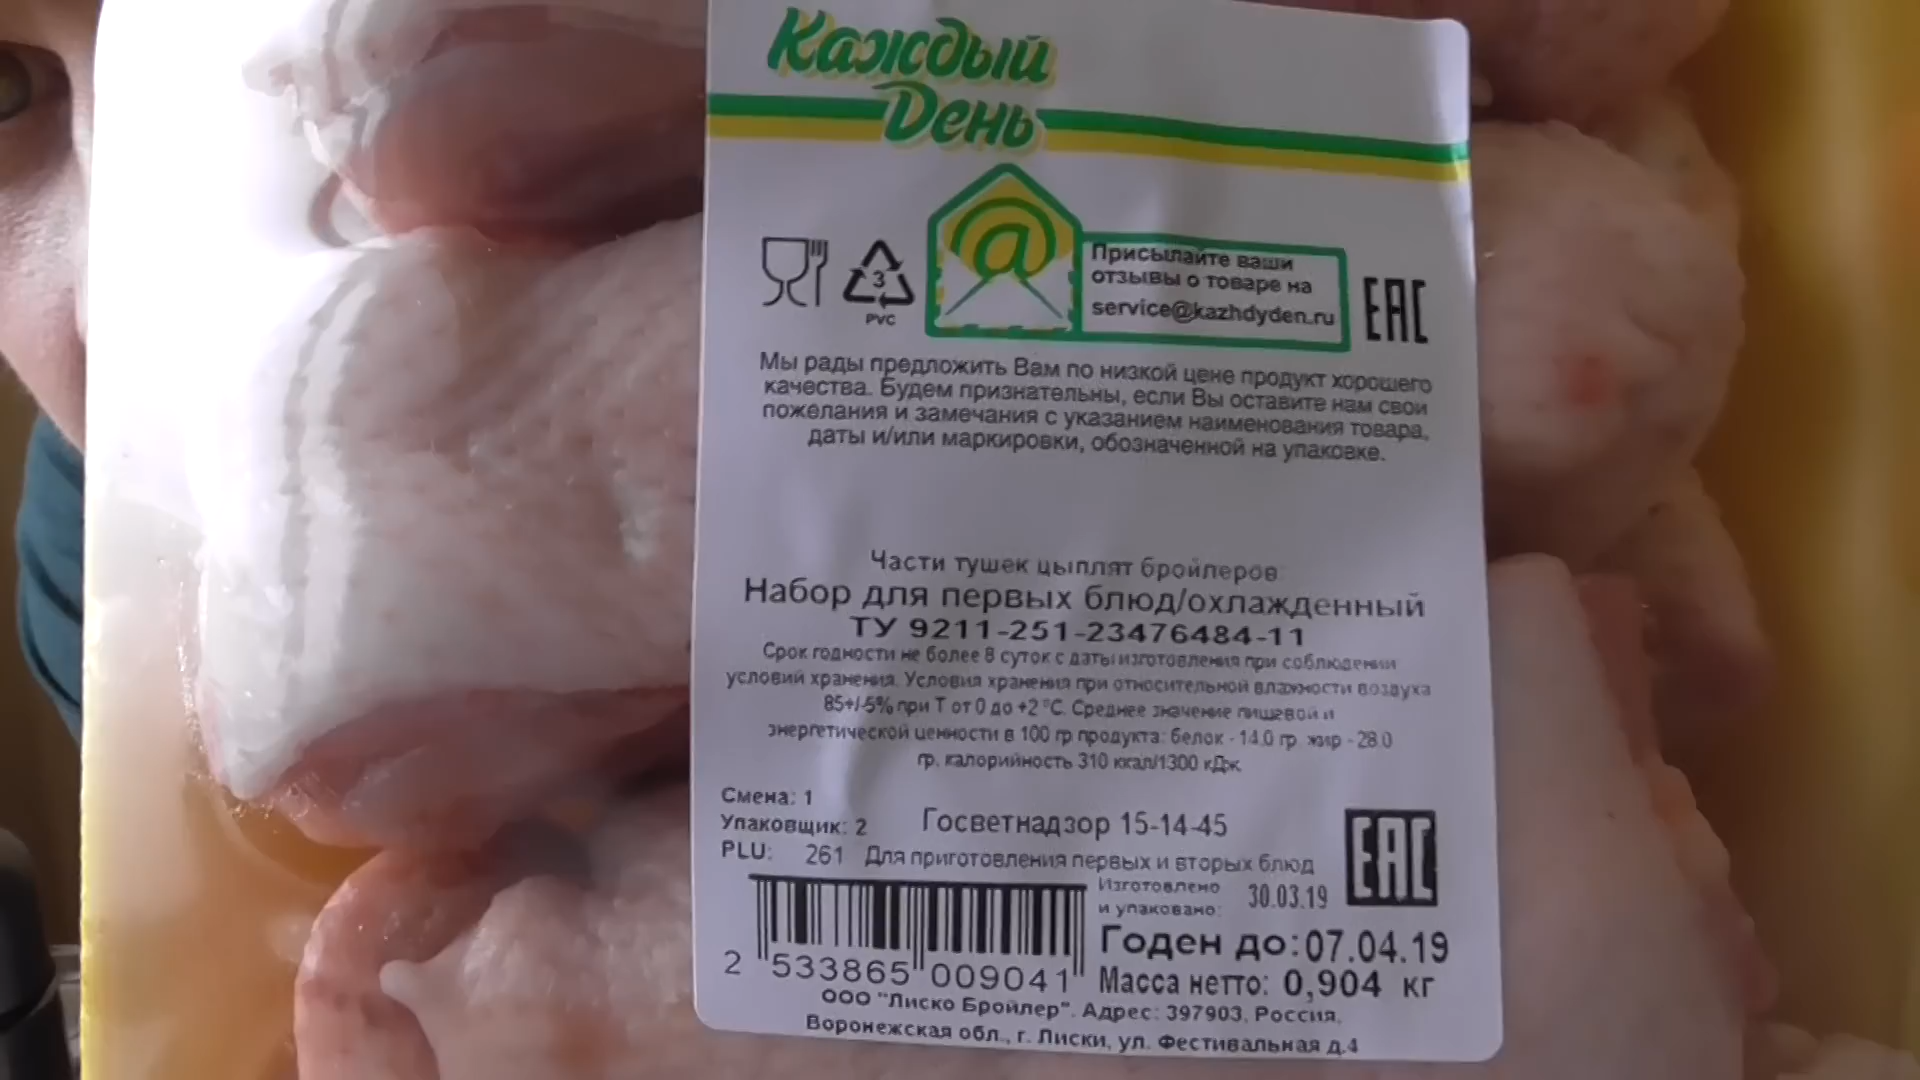 Каждый
День
Присылайте ваши
отзывы о товаре на
service@kazhdyden.ru
EAC
3
PVC
Мы рады предложить Вам по низкой цене продукт хорошего
качества. Будем признательны, если Вы оставите нам свои
пожелания и замечания с указанием наименования товара,
даты и/или маркировки, обозначенной на упаковке.
Части тушек цыплят бройлеров:
Набор для первых блюд/охлажденный
ТУ 9211-251-23476484-11
Срок годности не более 8 суток с даты изготовления при соблюдении
условий хранения. Условия хранения при относительной влажности воздуха
85+/-5% при Т от 0 до +2 °С. Среднее значение пищевой и
энергетической ценности в 100 гр продукта: белок - 14.0 гр жир - 28.0
гр, калорийность 310 ккал/1300 кДж.
Смена: 1
Упаковщик: 2 Госветнадзор 15-14-45
PLU: 261 Для приготовления первых и вторых блюд
EAC
Изготовлено
и упаковано: 30.03.19
Годен до: 07.04.19
2 533865 009041
Масса нетто: 0,904 кг
ООО "Лиско Бройлер". Адрес: 397903, Россия,
Воронежская обл., г. Лиски, ул. Фестивальная д.4